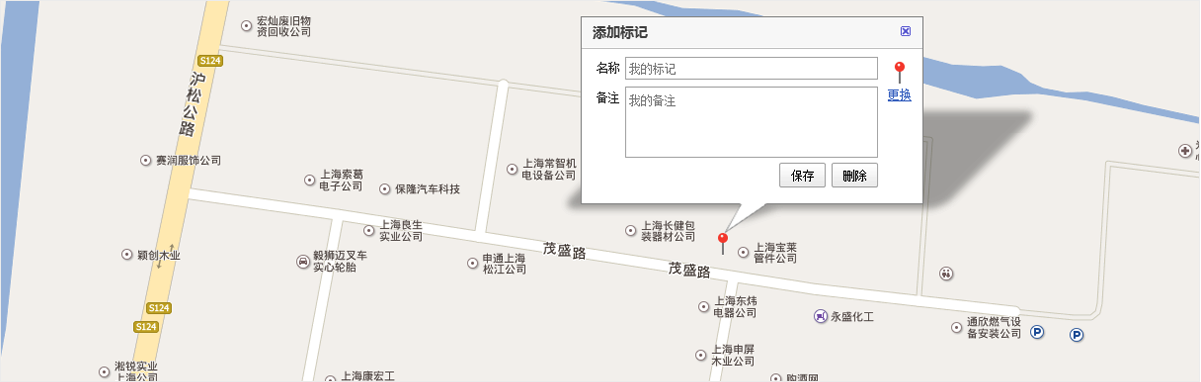 宏灿废旧物
资回收公司
添加标记
S124
名称
我的标记
沪松公路
备注
我的备注
更换
赛润服饰公司
上海索葛
电子公司
保隆汽车科技
上海常智机
电设备公司
保存
删除
上海良生
实业公司
上海长健包
装器材公司
颖创木业
毅狮迈叉车
实心轮胎
申通上海
松江公司
茂盛路
上海宝莱
管件公司
茂盛路
S124
S124
上海东炜
电器公司
永盛化工
通欣燃气设
备安装公司
P
P
上海申屏
木业公司
淞锐实业
上海公司
上海康宏工
购酒网